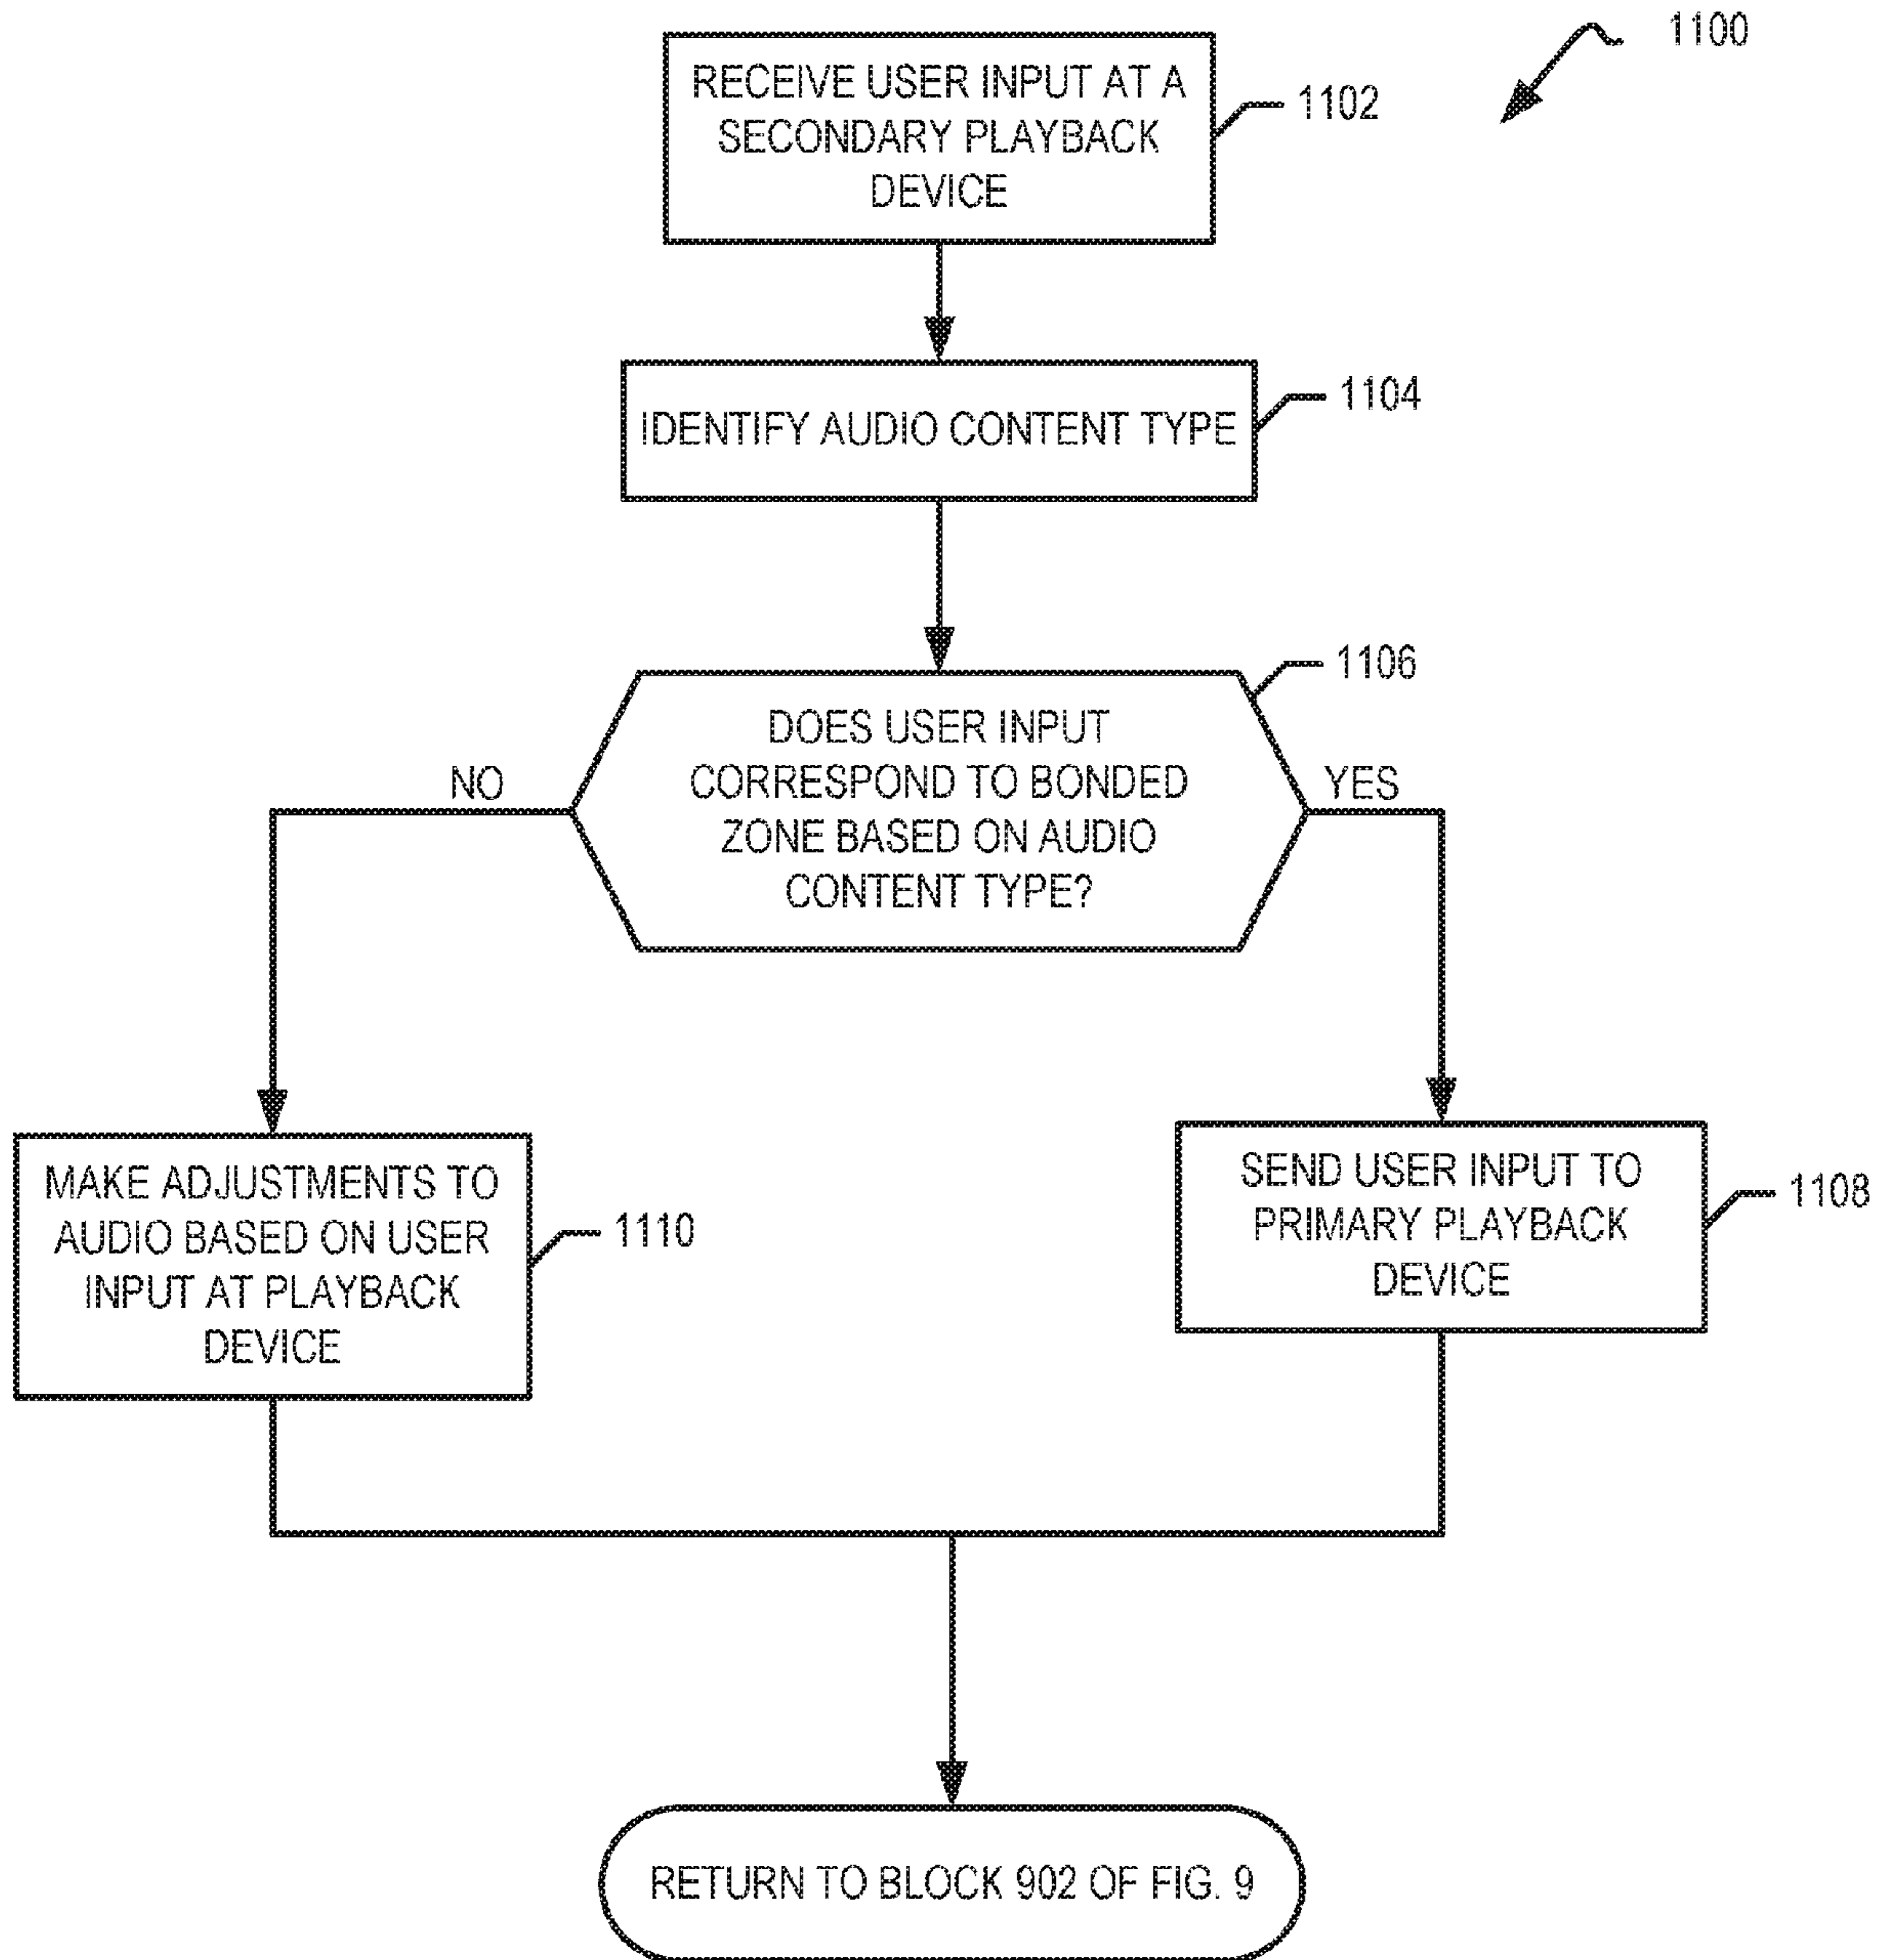 1100
RECEIVE USER INPUT AT A
SECONDARY PLAYBACK
DEVICE
1102
IDENTIFY AUDIO CONTENT TYPE
1104
1106
DOES USER INPUT
CORRESPOND TO BONDED
ZONE BASED ON AUDIO
CONTENT TYPE?
NO
YES
MAKE ADJUSTMENTS TO
AUDIO BASED ON USER
INPUT AT PLAYBACK
DEVICE
1110
SEND USER INPUT TO
PRIMARY PLAYBACK
DEVICE
1108
RETURN TO BLOCK 902 OF FIG. 9